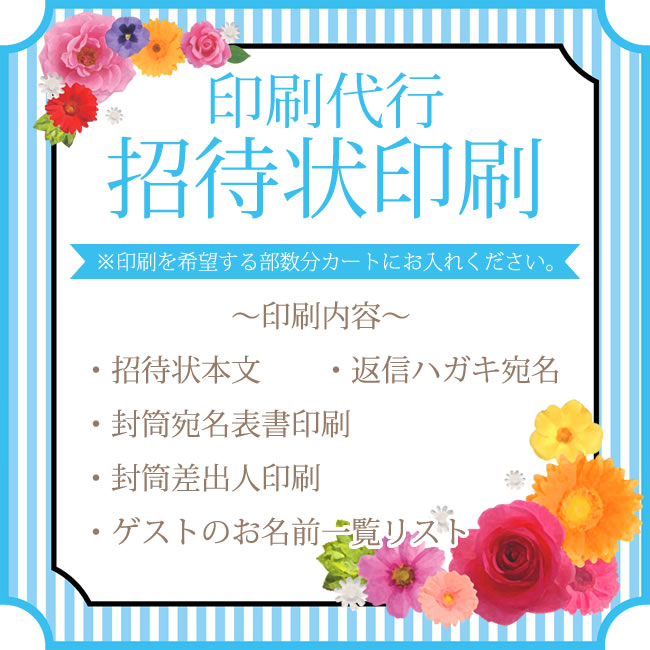 印刷代行
招待状印刷
※印刷を希望する部数分カートにお入れください。
～印刷内容～
・招待状本文　・返信ハガキ宛名
・封筒宛名表書印刷
・封筒差出人印刷
・ゲストのお名前一覧リスト